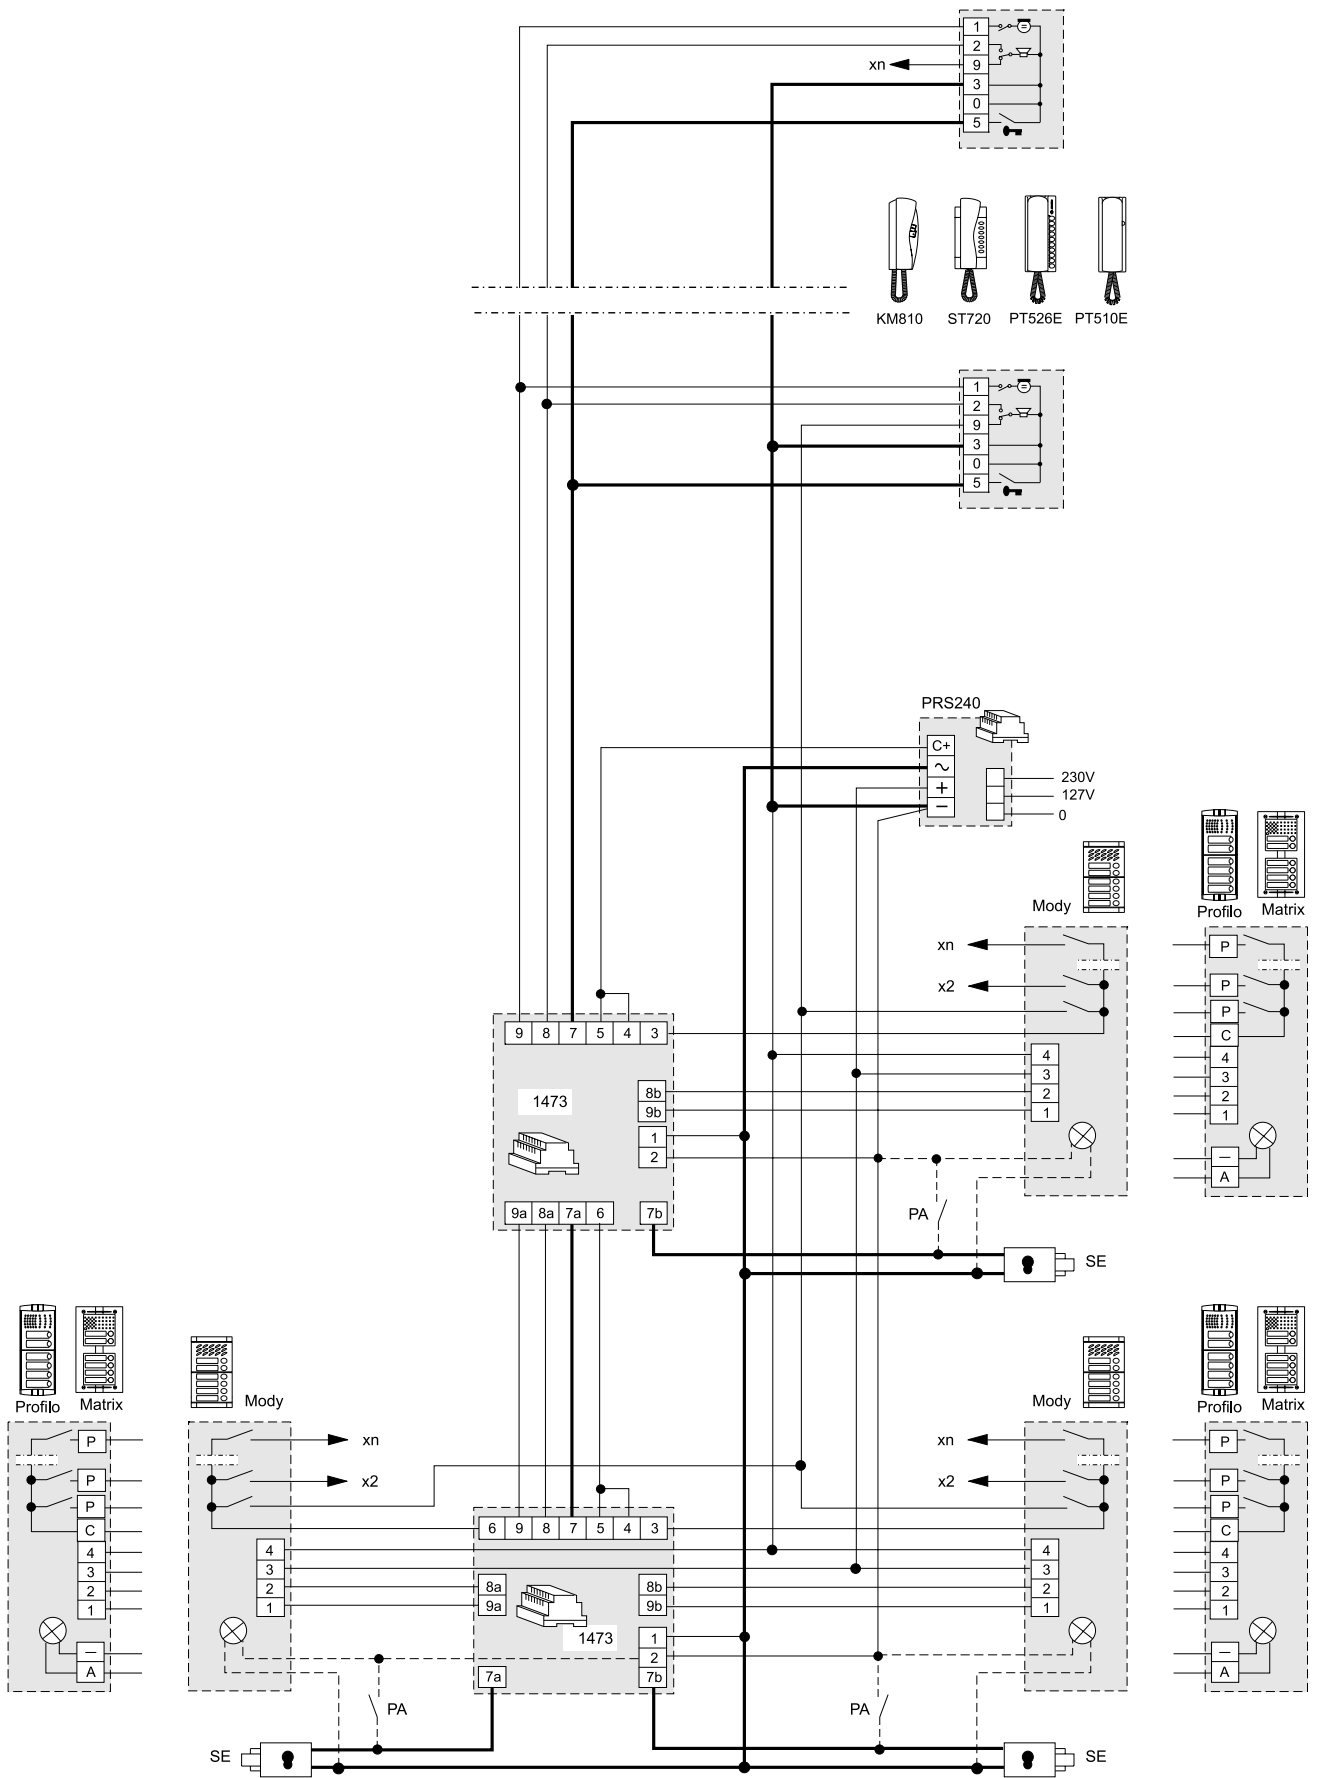 1
2
xn 9
3
0
5
KM810 ST720 PT526E PT510E
1
2
9
3
0
5
PRS240
C+
~
+ 230V
− 127V
0
Mody Profilo Matrix
xn P
x2 P
P
C
9 8 7 5 4 3
4 4
3 3
8b 2 2
9b 1 1
1473
1
2 —
A
9a 8a 7a 6 7b
PA
SE
Profilo Matrix Mody Mody Profilo Matrix
P xn xn P
P x2 x2 P
P P
C 6 9 8 7 5 4 3 C
4 4 4 4
3 3 3 3
2 2 8a 8b 2 2
1 1 9a 9b 1 1
1473 1
— 2 —
A 7a 7b A
PA PA
SE SE